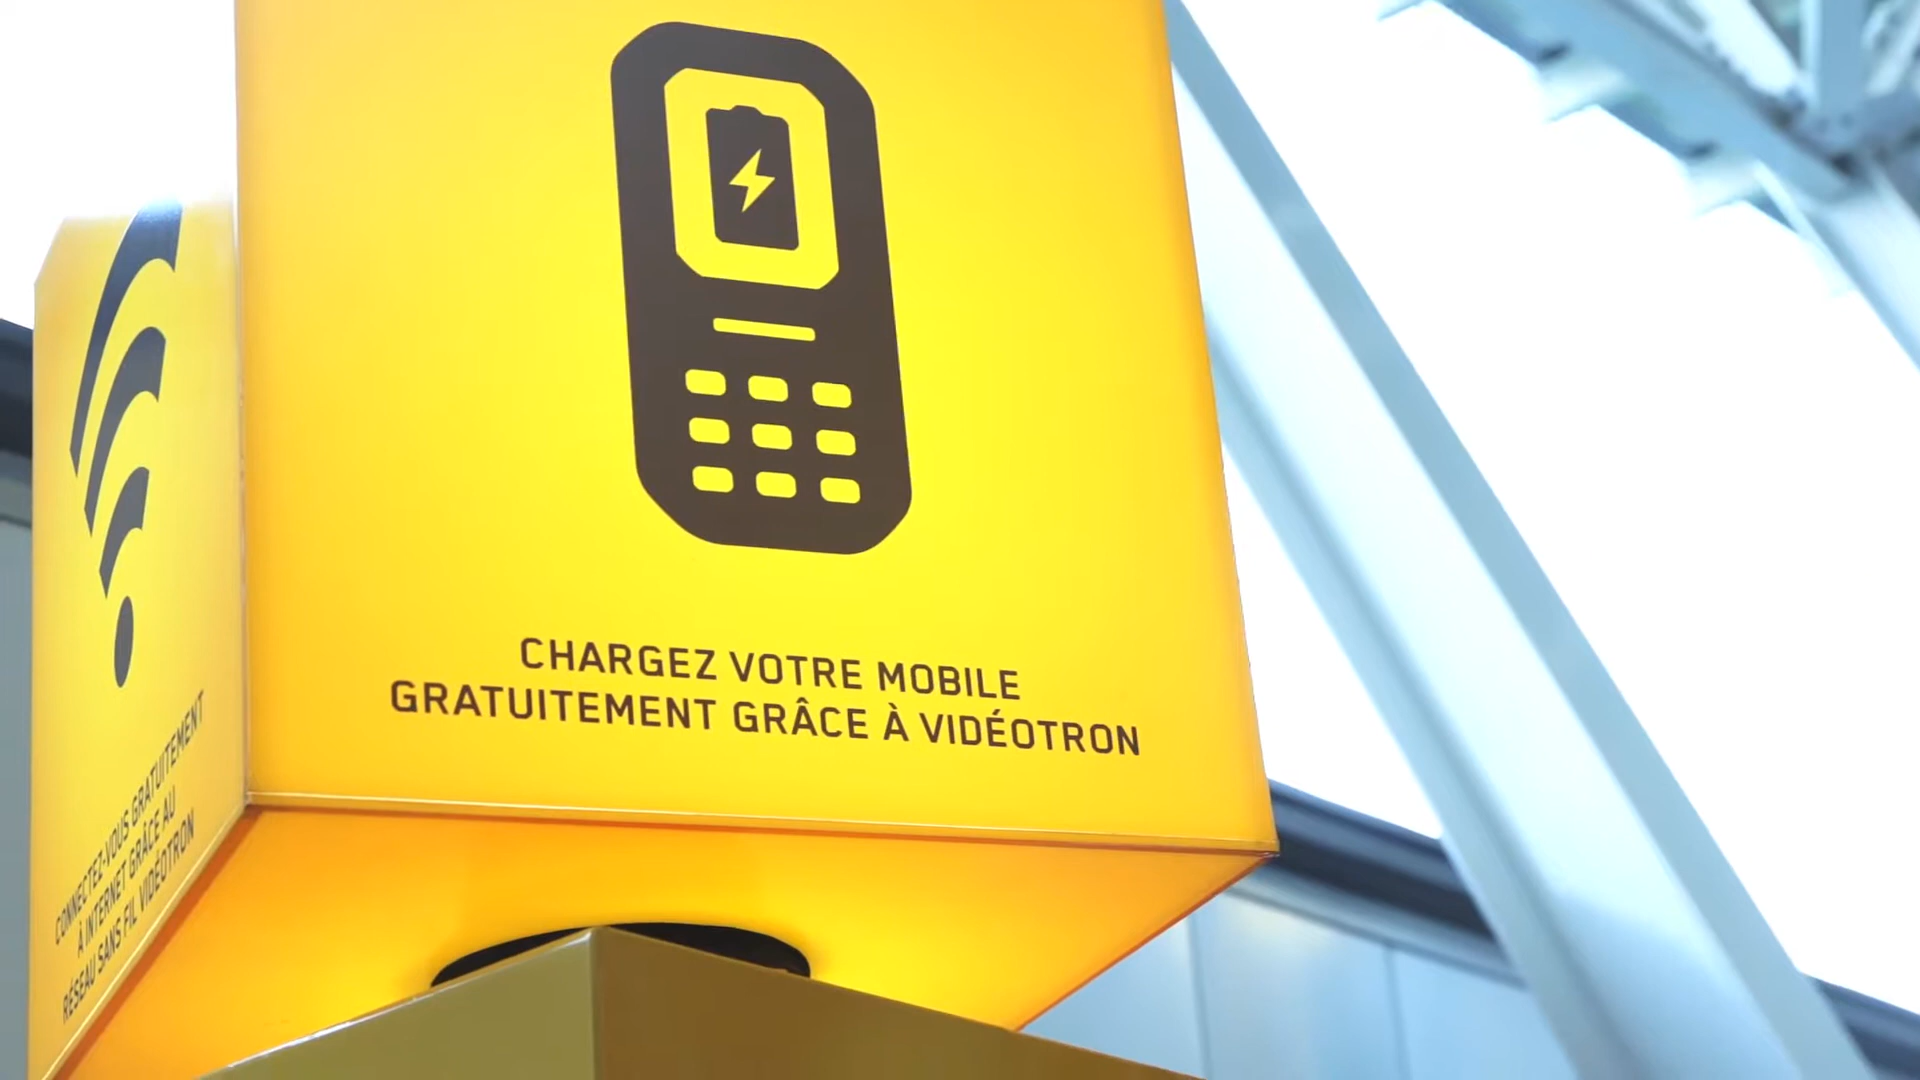 CHARGEZ VOTRE MOBILE
GRATUITEMENT GRÂCE À VIDÉOTRON
CONNECTEZ-VOUS GRATUITEMENT
À INTERNET GRÂCE AU
RÉSEAU SANS FIL VIDÉOTRON